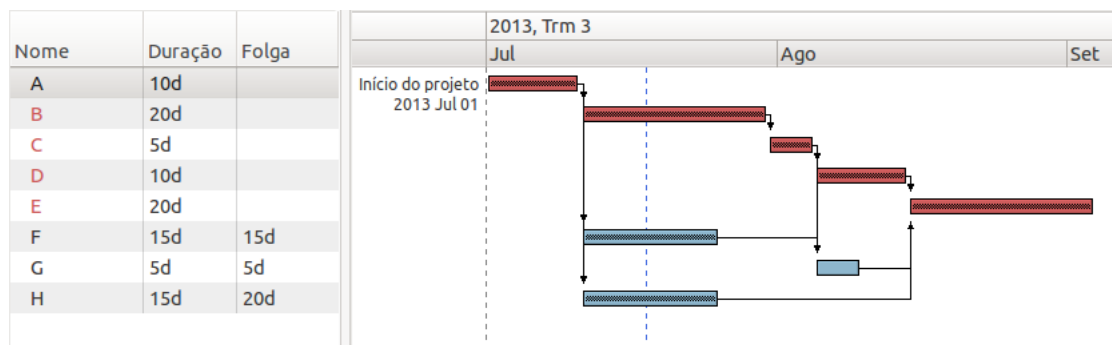 2013, Trm 3
Nome Duração Folga Jul Ago Set
A 10d Início do projeto
2013 Jul 01
B 20d
C 5d
D 10d
E 20d
F 15d 15d
G 5d 5d
H 15d 20d